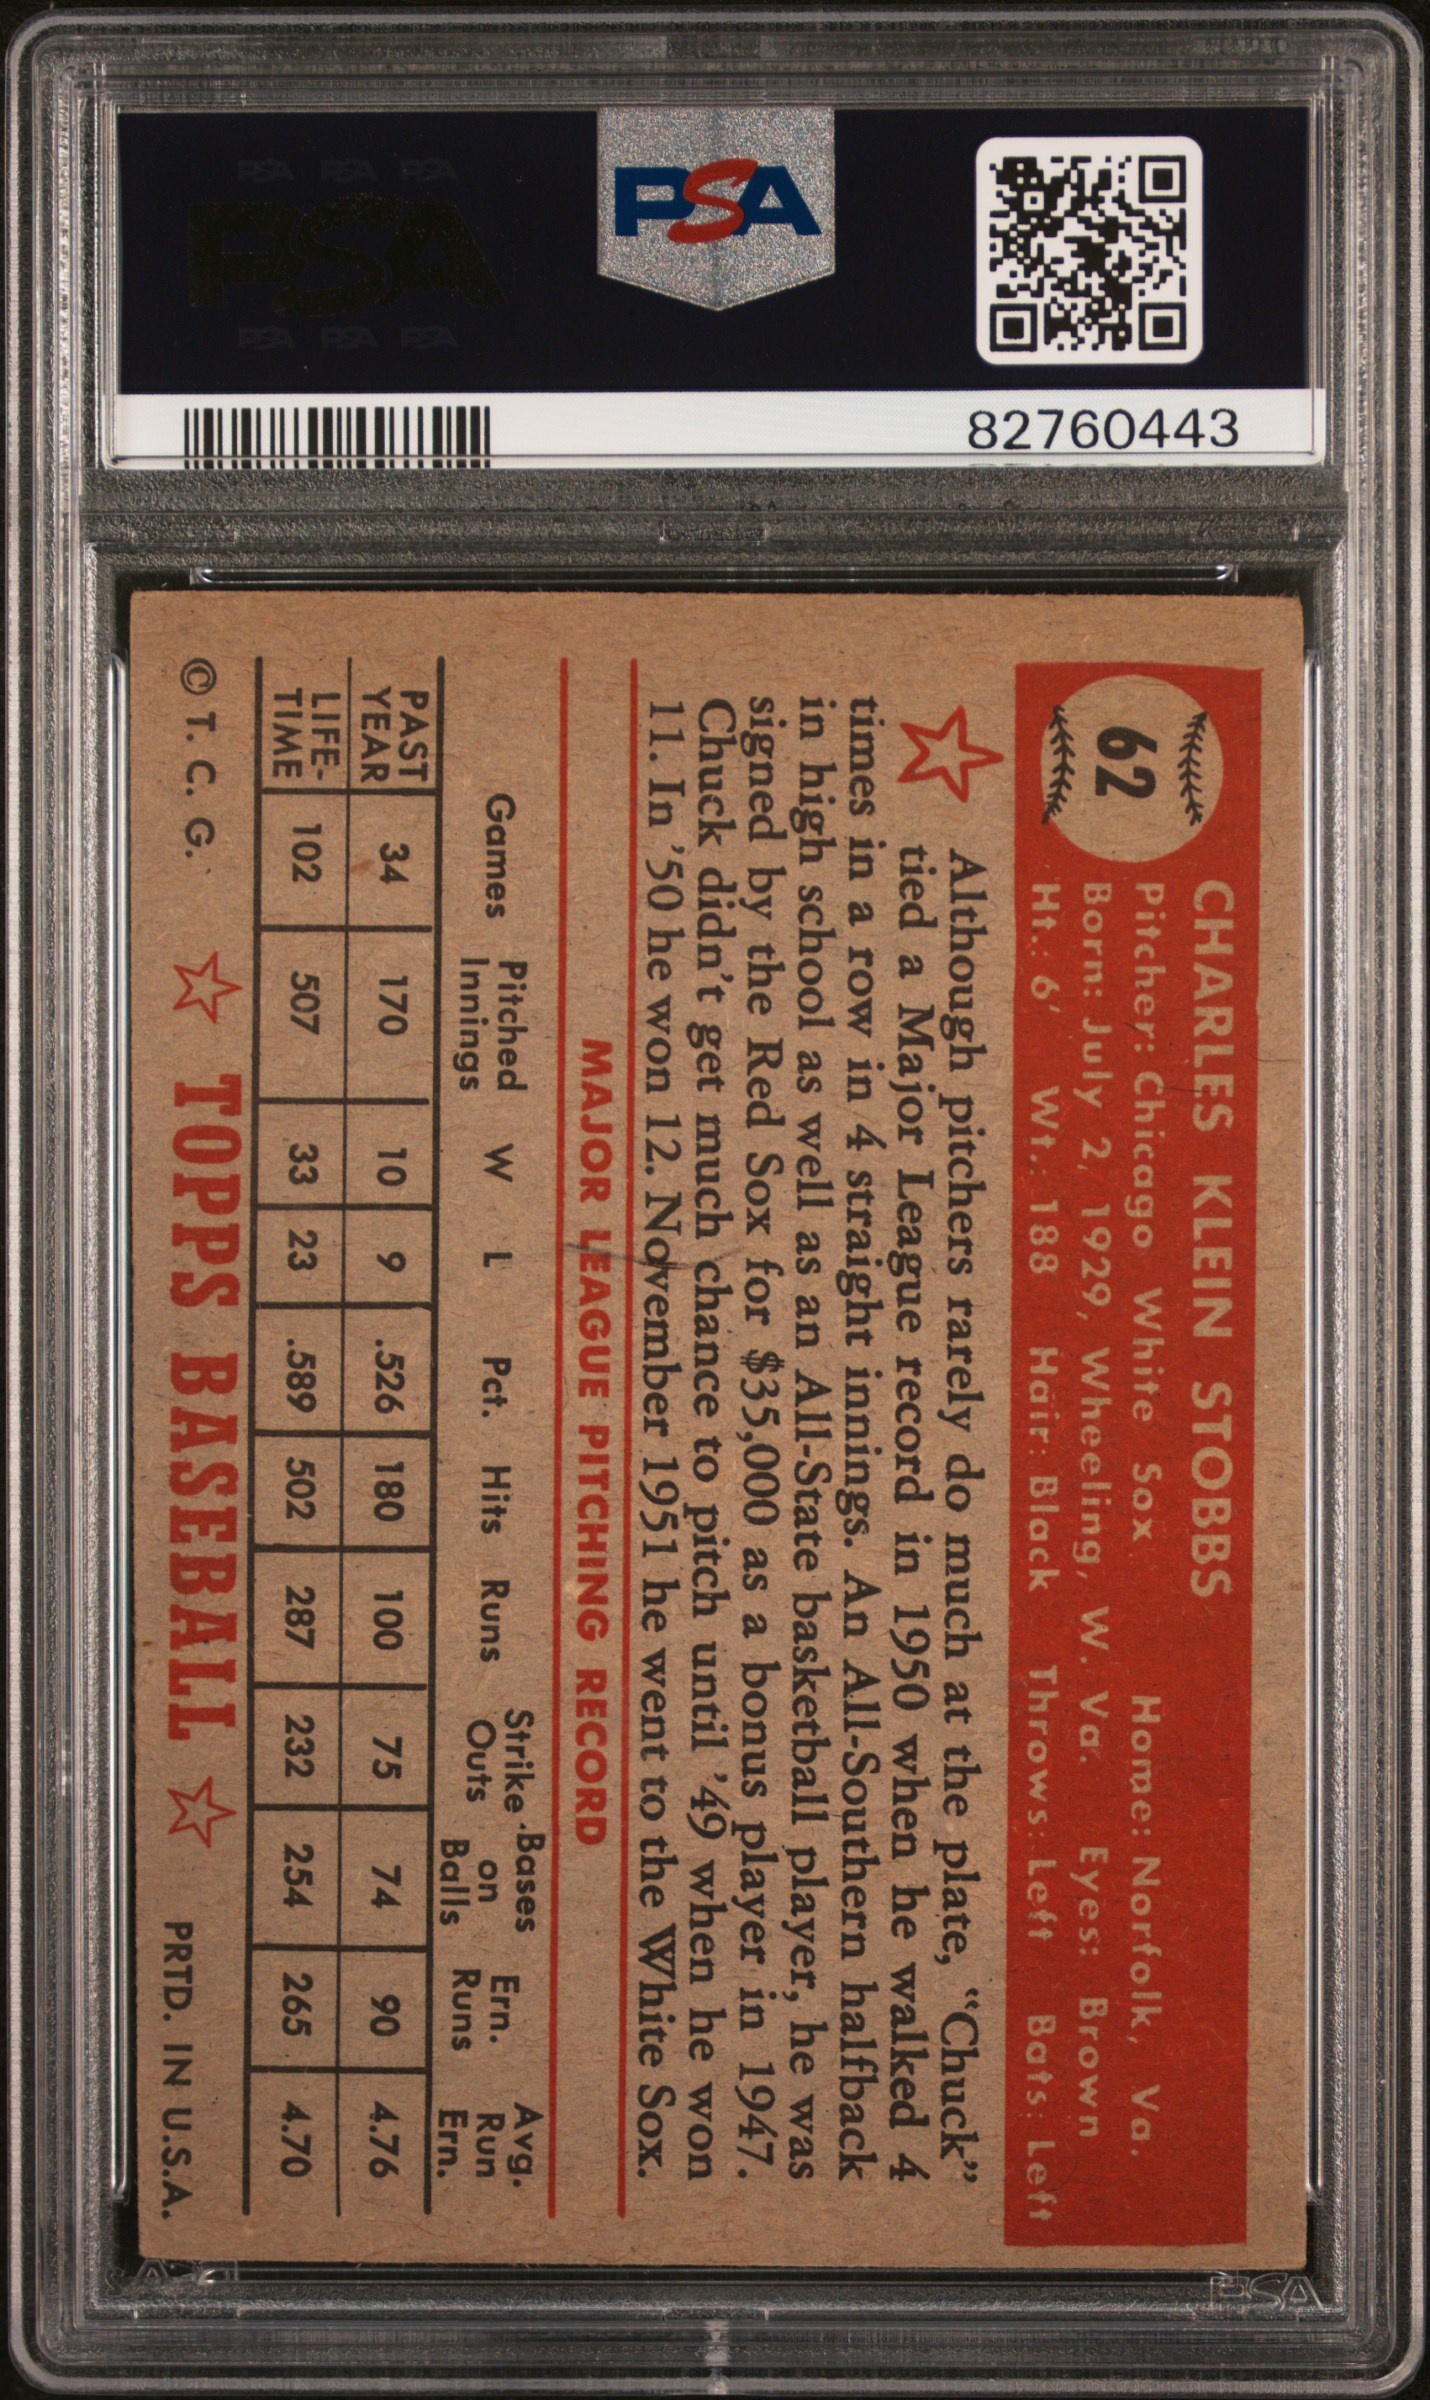 PSA PSA PSA
PSA
PSA PSA PSA
PSA
82760443
62
CHARLES KLEIN STOBBS
Pitcher: Chicago White Sox Home: Norfolk, Va.
Born: July 2, 1929, Wheeling, W. Va. Eyes: Brown
Ht.: 6' Wt.: 188 Hair: Black Throws: Left Bats: Left
Although pitchers rarely do much at the plate, “Chuck”
tied a Major League record in 1950 when he walked 4
times in a row in 4 straight innings. An All-Southern halfback
in high school as well as an All-State basketball player, he was
signed by the Red Sox for $35,000 as a bonus player in 1947.
Chuck didn't get much chance to pitch until '49 when he won
11. In '50 he won 12. November 1951 he went to the White Sox.
MAJOR LEAGUE PITCHING RECORD
Games Pitched Innings W L Pct. Hits Runs Strike Outs Bases on Balls Ern. Runs Avg. Run Ern.
PAST YEAR 34 170 10 9 .526 180 100 75 74 90 4.76
LIFE-TIME 102 507 33 23 .589 502 287 232 254 265 4.70
© T. C. G. TOPPS BASEBALL PRTD. IN U.S.A.
PSA